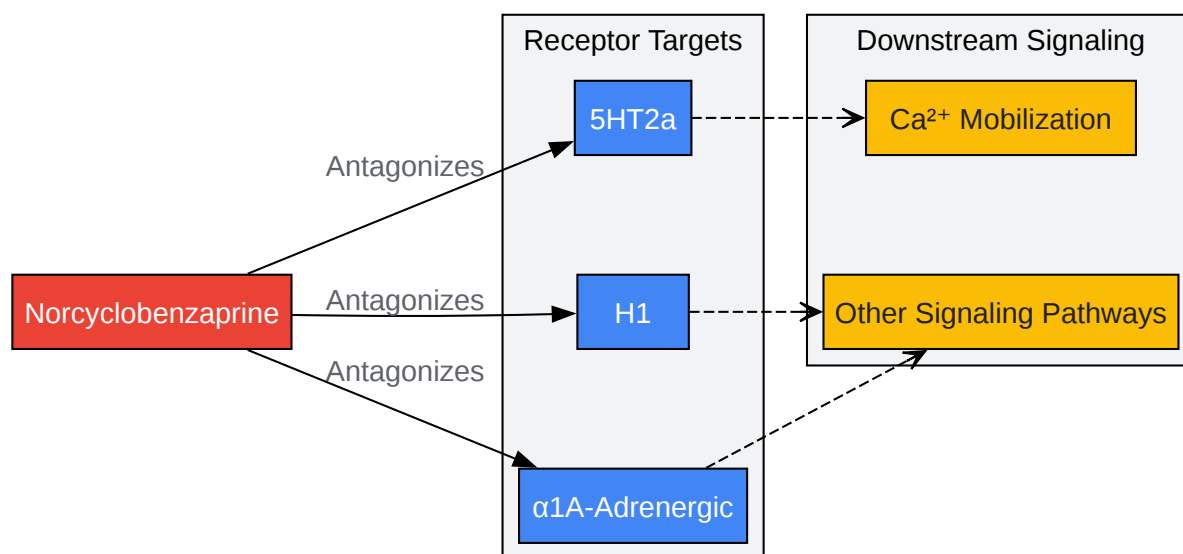 Receptor Targets
Downstream Signaling
5HT2a
Ca²⁺ Mobilization
Antagonizes
Norcyclobenzaprine
Antagonizes
H1
Other Signaling Pathways
Antagonizes
α1A-Adrenergic